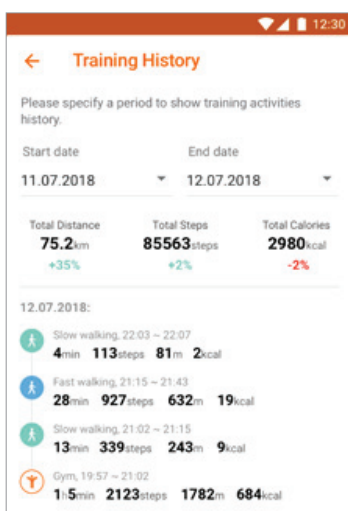 12:30
Training History
Please specify a period to show training activities
history.
Start date End date
11.07.2018 12.07.2018
Total Distance Total Steps Total Calories
75.2km 85563steps 2980kcal
+35% +2% -2%
12.07.2018:
Slow walking, 22:03 ~ 22:07
4min 113steps 81m 2kcal
Fast walking, 21:15 ~ 21:43
28min 927steps 632m 19kcal
Slow walking, 21:02 ~ 21:15
13min 339steps 243m 9kcal
Gym, 19:57 ~ 21:02
1h5min 2123steps 1782m 684kcal